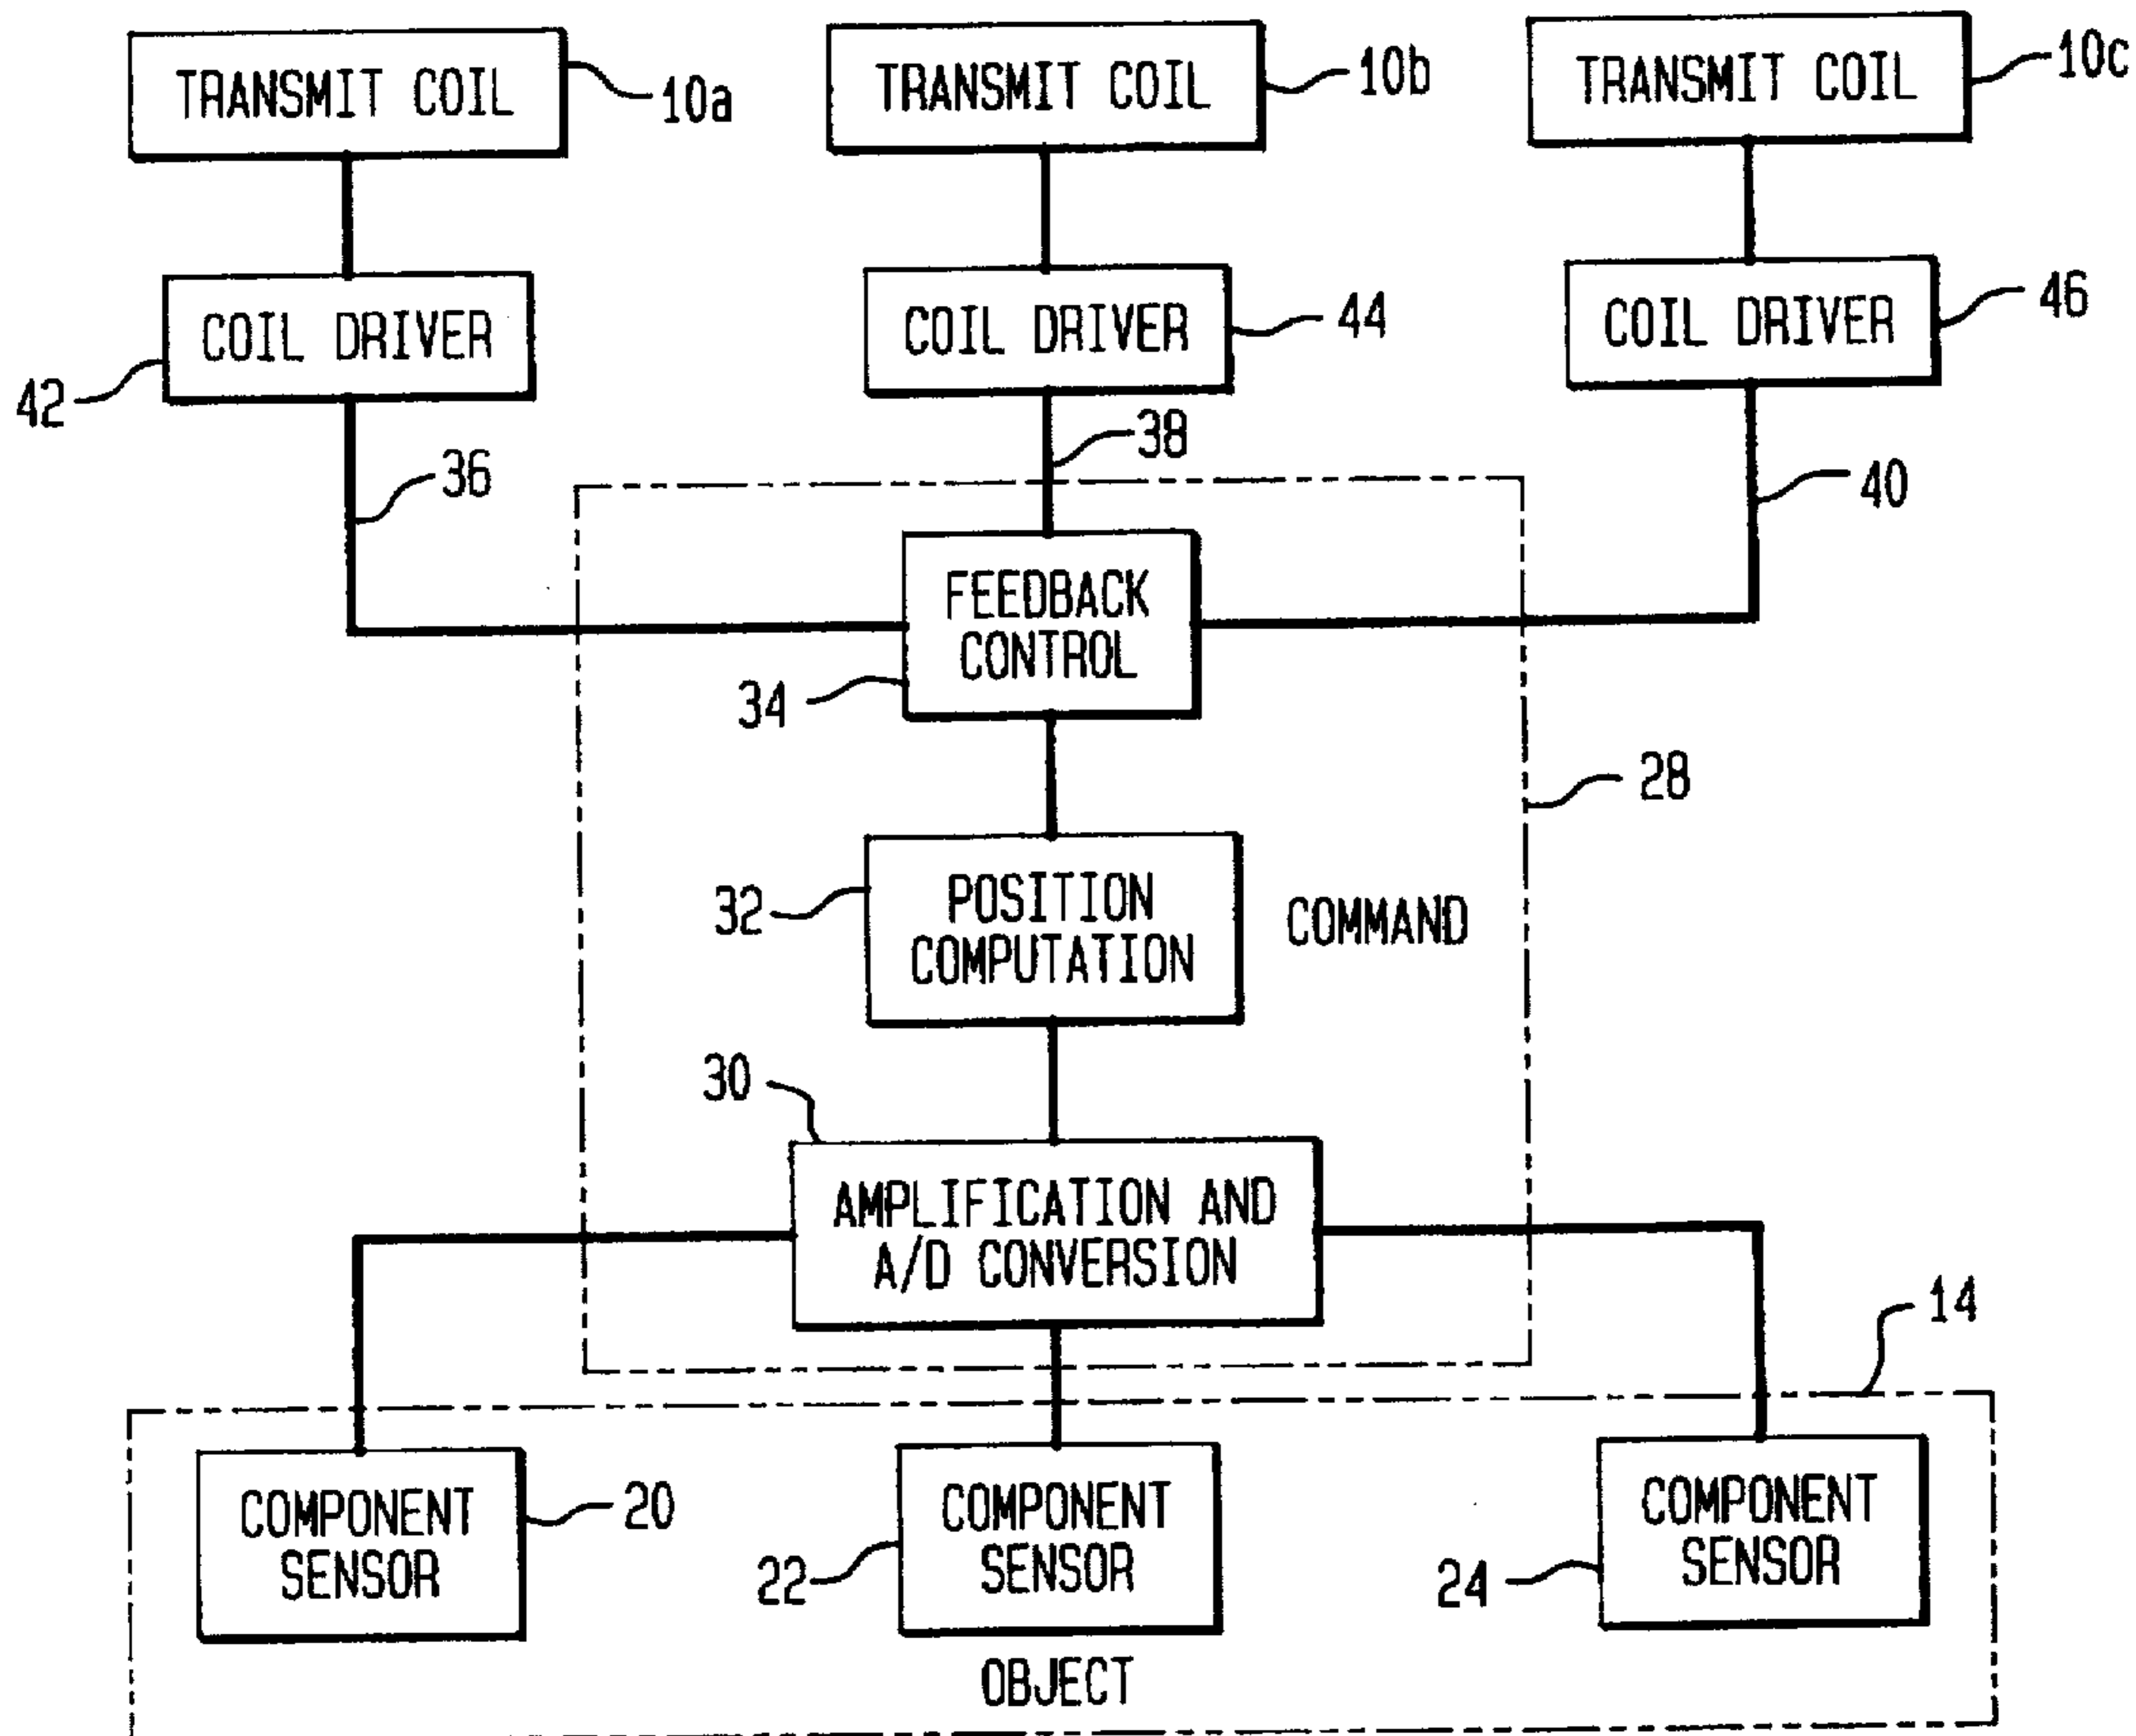 TRANSMIT COIL
10a
TRANSMIT COIL
10b
TRANSMIT COIL
10c
COIL DRIVER
42
COIL DRIVER
44
COIL DRIVER
46
36
38
40
FEEDBACK
CONTROL
34
28
POSITION
COMPUTATION
32
COMMAND
30
AMPLIFICATION AND
A/D CONVERSION
14
COMPONENT
SENSOR
20
COMPONENT
SENSOR
22
COMPONENT
SENSOR
24
OBJECT